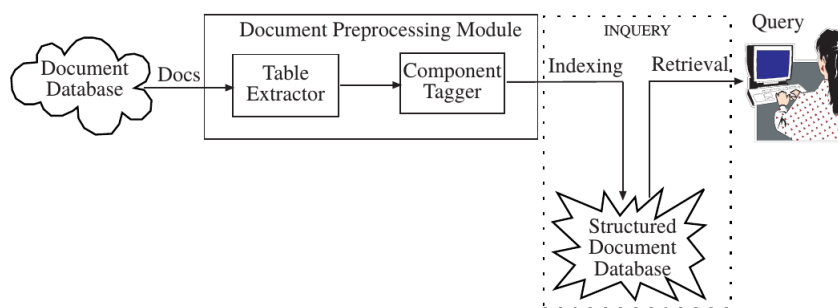 Document Preprocessing Module
INQUERY
Query
Document
Database
Docs
Table
Extractor
Component
Tagger
Indexing
Retrieval
Structured
Document
Database